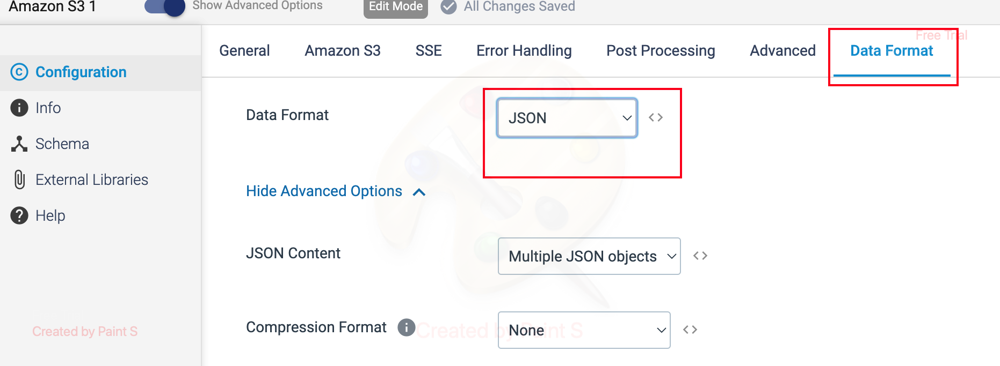 Amazon S3 1
Show Advanced Options
Edit Mode
All Changes Saved
General
Amazon S3
SSE
Error Handling
Post Processing
Advanced
Data Format
Free Trial
Configuration
Info
Schema
External Libraries
Help
Data Format
JSON
Hide Advanced Options
JSON Content
Multiple JSON objects
Compression Format
None
Created by Paint S
Created by Paint S